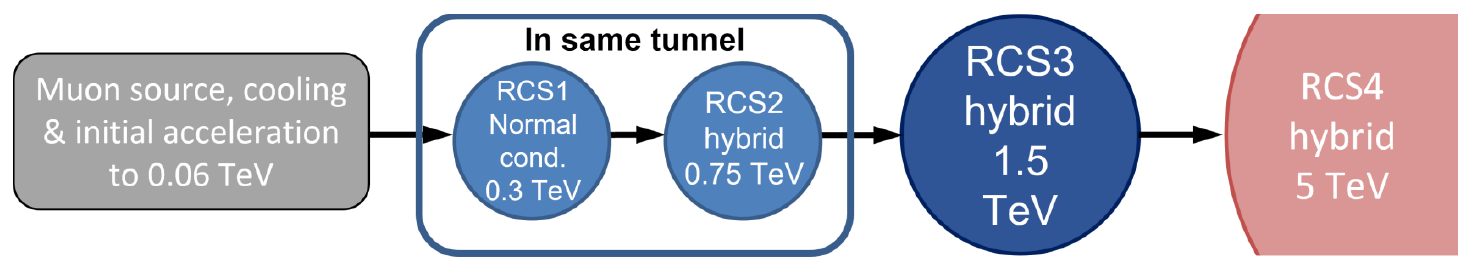 Muon source, cooling
& initial acceleration
to 0.06 TeV
In same tunnel
RCS1
Normal
cond.
0.3 TeV
RCS2
hybrid
0.75 TeV
RCS3
hybrid
1.5
TeV
RCS4
hybrid
5 TeV